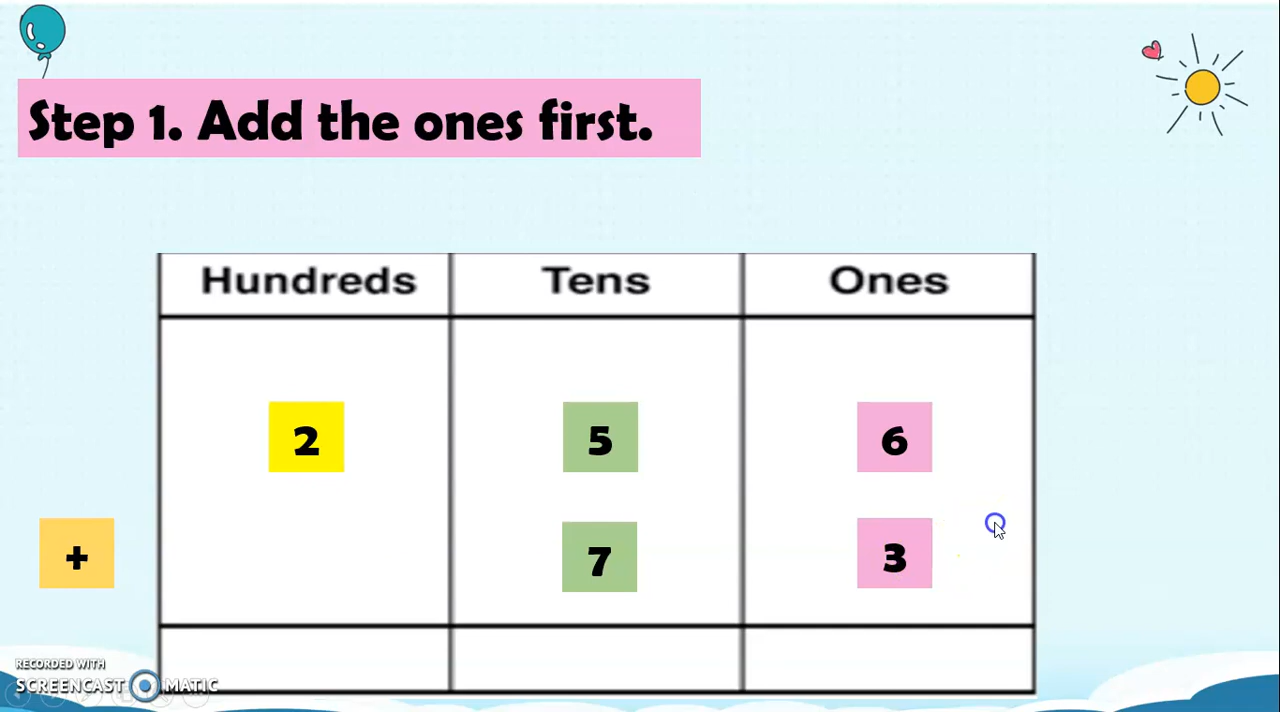 Step 1. Add the ones first.
Hundreds Tens Ones
2 5 6
+ 7 3
RECORDED WITH
SCREENCAST MATIC